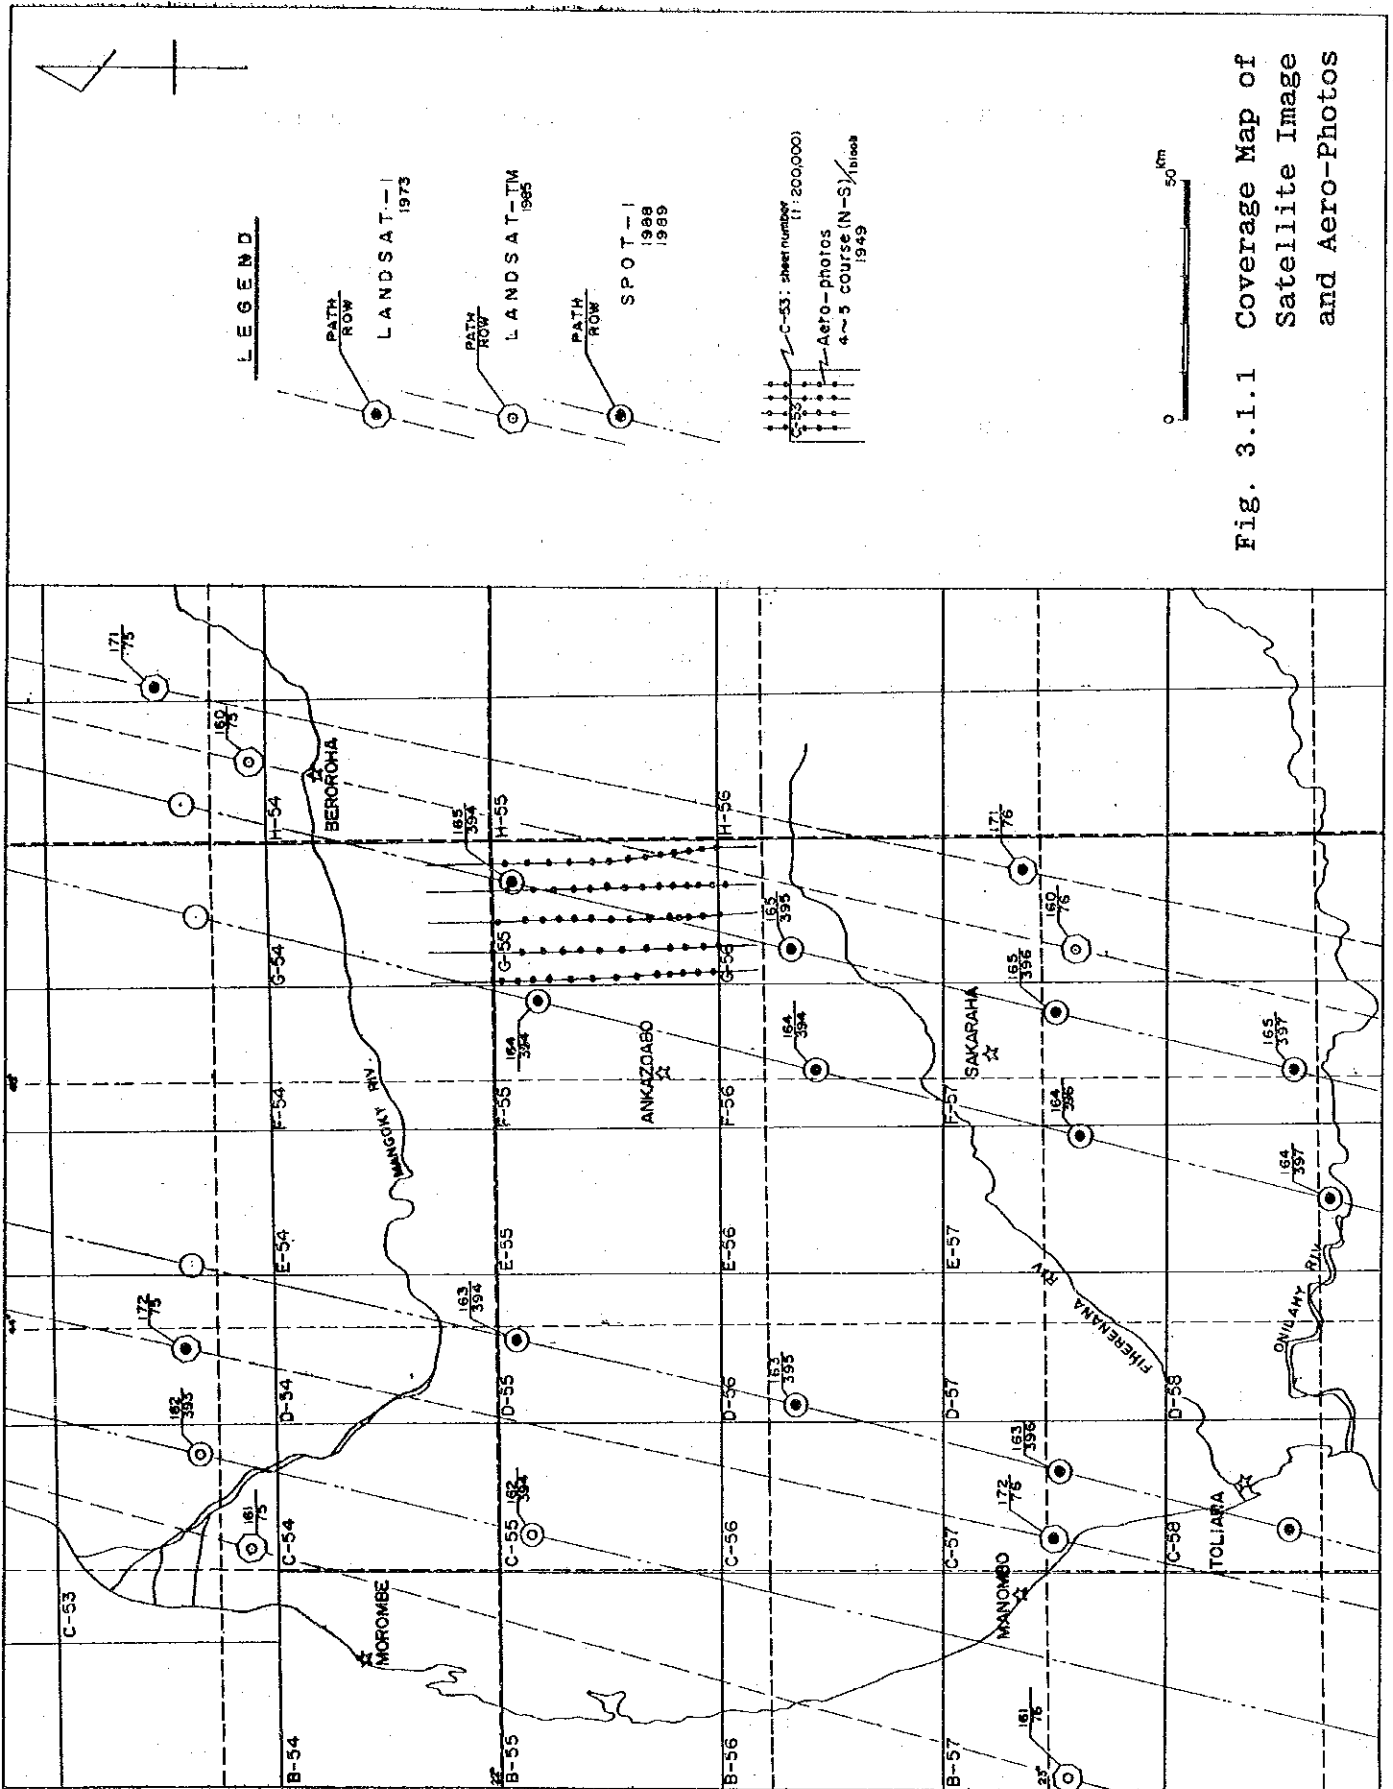 LEGEND
PATH
ROW
LANDSAT-1
1973
PATH
ROW
LANDSAT-TM
1985
PATH
ROW
SPOT-1
1988
1989
C-53
C-53: sheet number
(1:200,000)
Aero-photos
4~5 course (N-S)/1block
1949
0
50 km
Fig. 3.1.1 Coverage Map of
Satellite Image
and Aero-Photos
C-53
161
75
162
393
172
75
160
75
171
75
44°
B-54
C-54
D-54
E-54
F-54
G-54
H-54
MOROMBE
MANGOKY RIV.
BEROROHA
22°
B-55
C-55
D-55
E-55
F-55
G-55
H-55
162
394
163
394
164
394
165
394
ANKAZOABO
B-56
C-56
D-56
E-56
F-56
G-56
H-56
163
395
164
394
165
395
B-57
C-57
D-57
E-57
F-57
SAKARAHA
23°
161
76
MANOMBO
172
76
163
396
164
396
165
396
160
76
171
76
FIHERENANA RIV
C-58
D-58
TOLIARA
ONILAHY RIV.
164
397
165
397